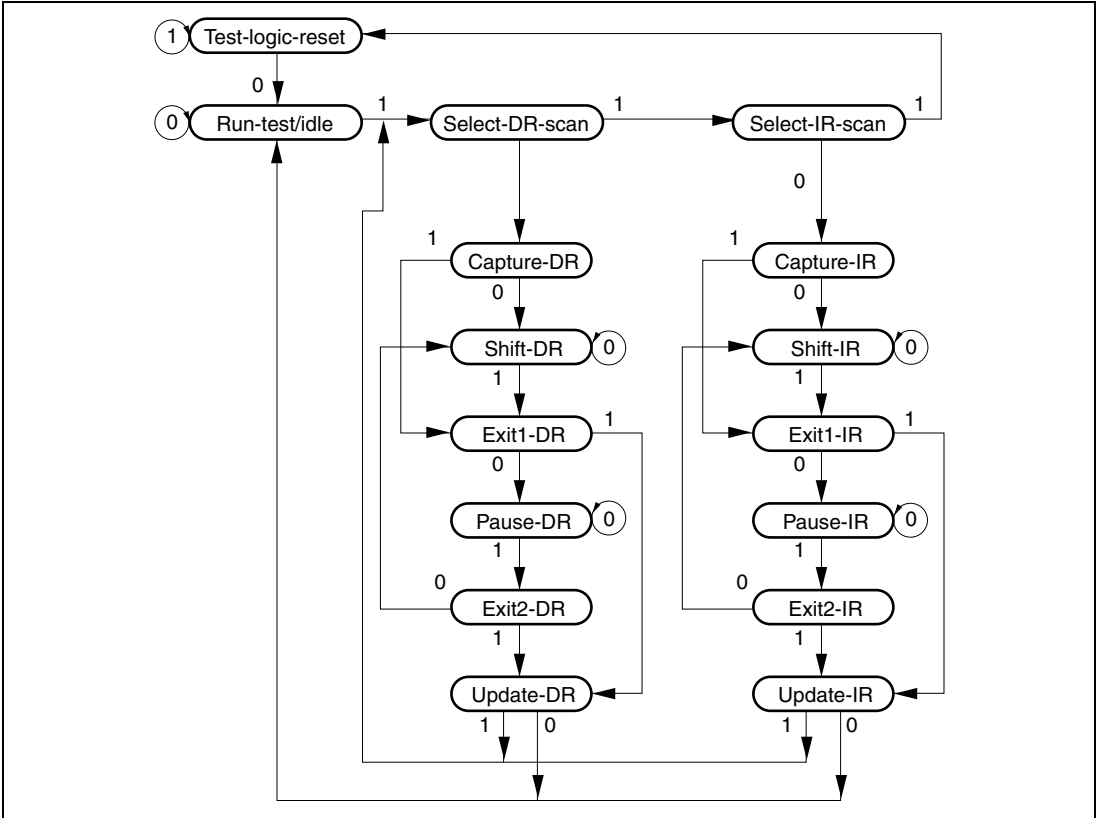 1 Test-logic-reset
0
0 Run-test/idle 1 Select-DR-scan 1 Select-IR-scan 1
0
1 1
Capture-DR Capture-IR
0 0
Shift-DR 0 Shift-IR 0
1 1
Exit1-DR 1 Exit1-IR 1
0 0
Pause-DR 0 Pause-IR 0
1 1
0 0
Exit2-DR Exit2-IR
1 1
Update-DR Update-IR
1 0 1 0